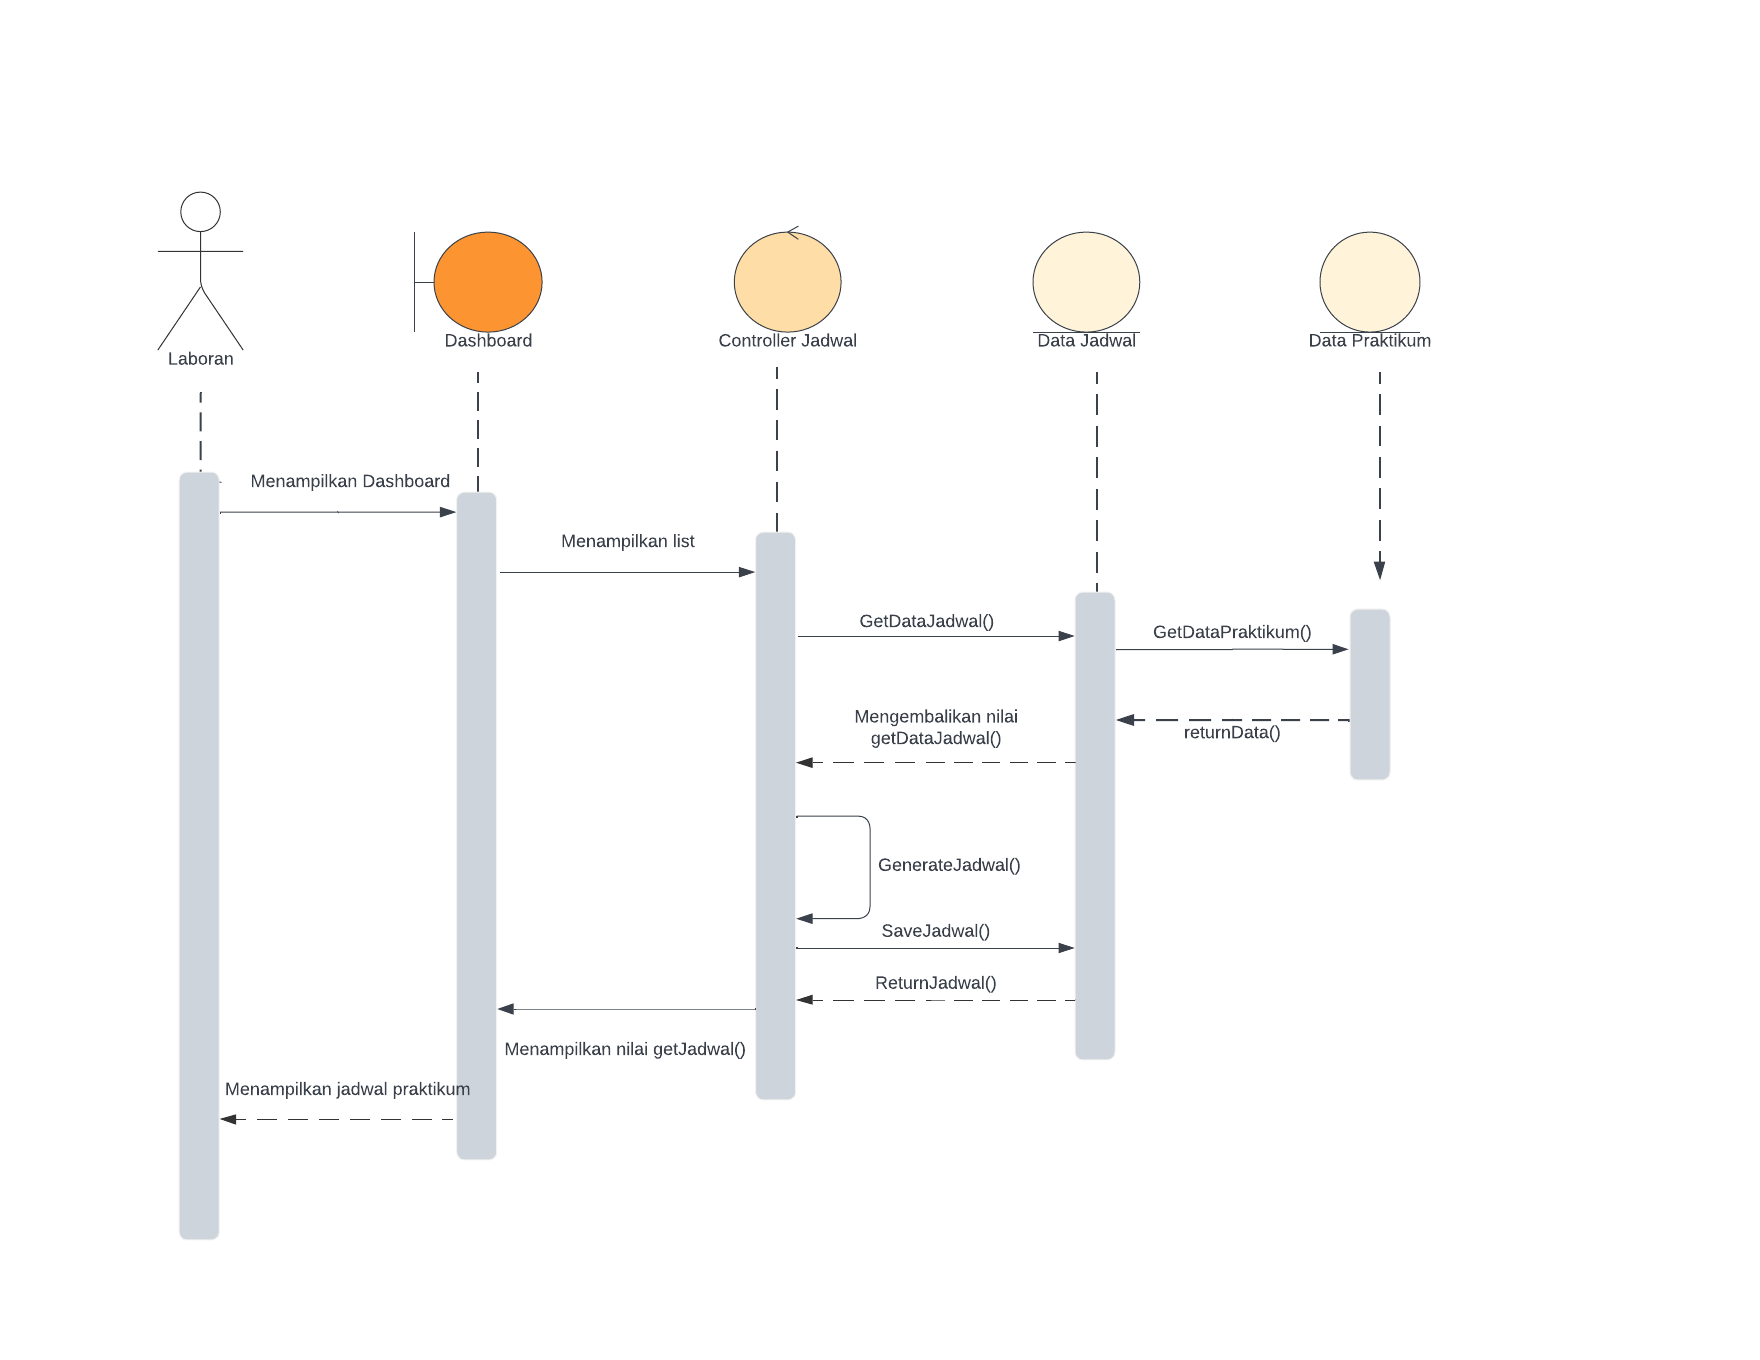 Laboran
Dashboard
Controller Jadwal
Data Jadwal
Data Praktikum
Menampilkan Dashboard
Menampilkan list
GetDataJadwal()
GetDataPraktikum()
Mengembalikan nilai
getDataJadwal()
returnData()
GenerateJadwal()
SaveJadwal()
ReturnJadwal()
Menampilkan nilai getJadwal()
Menampilkan jadwal praktikum